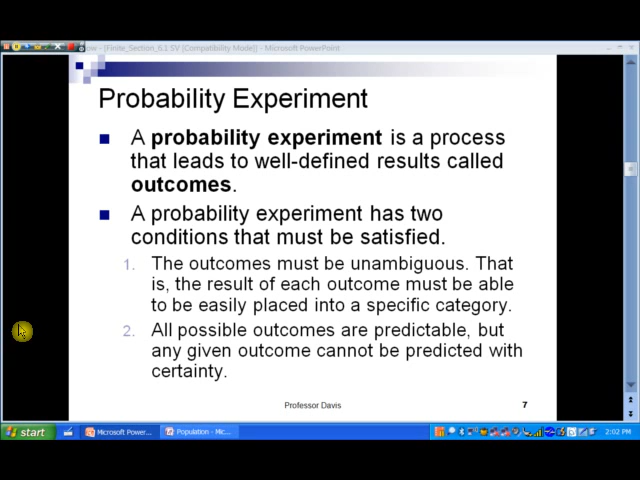 ow - [Finite_Section_6.1 SV [Compatibility Mode]] - Microsoft PowerPoint
Probability Experiment
A probability experiment is a process
that leads to well-defined results called
outcomes.
A probability experiment has two
conditions that must be satisfied.
1. The outcomes must be unambiguous. That
is, the result of each outcome must be able
to be easily placed into a specific category.
2. All possible outcomes are predictable, but
any given outcome cannot be predicted with
certainty.
Professor Davis
7
start
Microsoft PowerPoint...
Population - Mic...
2:02 PM